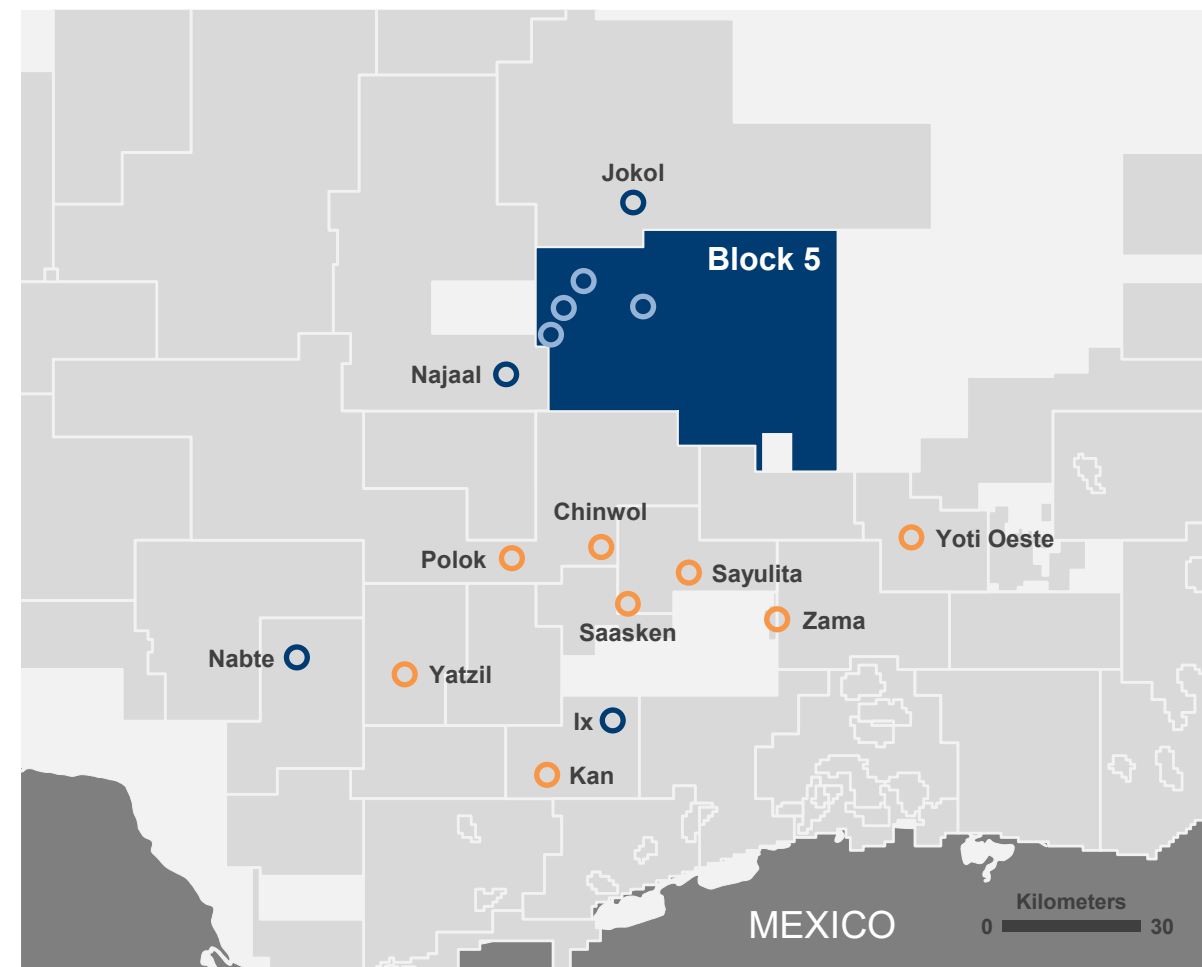 Jokol
Block 5
Najaal
Chinwol
Polok
Yoti Oeste
Sayulita
Saasken
Zama
Nabte
Yatzil
Ix
Kan
Kilometers
0 30
MEXICO